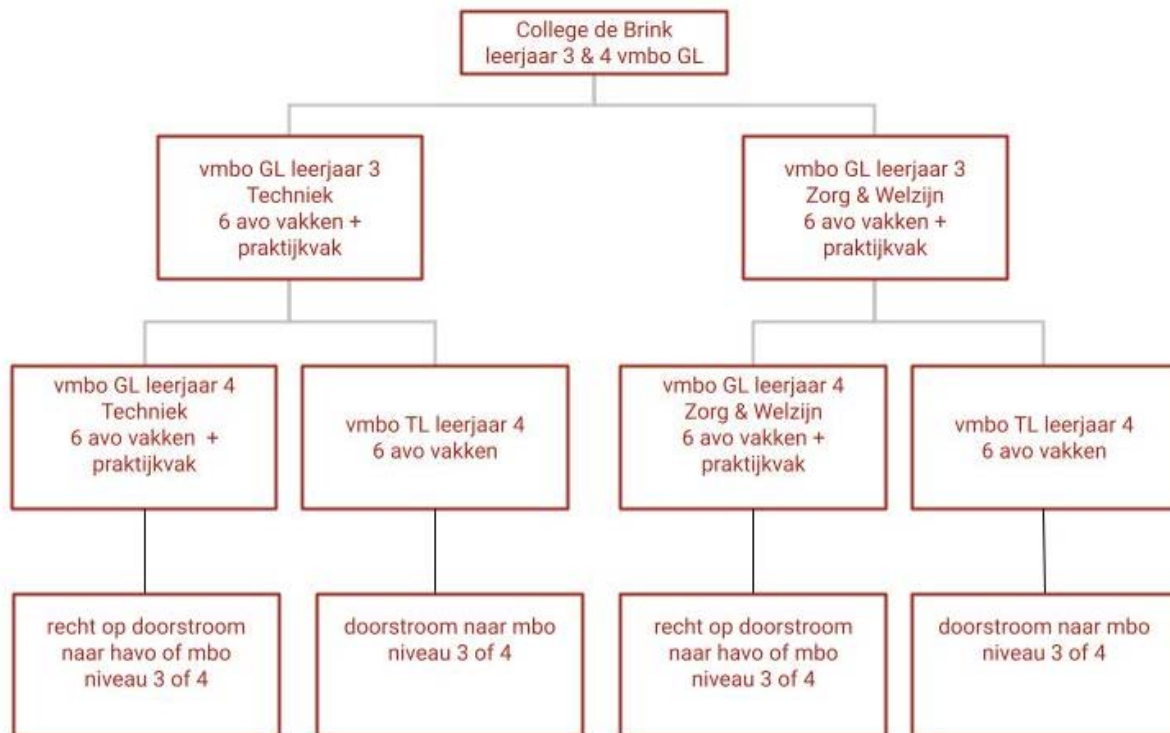 College de Brink
leerjaar 3 & 4 vmbo GL
vmbo GL leerjaar 3
Techniek
6 avo vakken +
praktijkvak
vmbo GL leerjaar 3
Zorg & Welzijn
6 avo vakken +
praktijkvak
vmbo GL leerjaar 4
Techniek
6 avo vakken +
praktijkvak
vmbo TL leerjaar 4
6 avo vakken
vmbo GL leerjaar 4
Zorg & Welzijn
6 avo vakken +
praktijkvak
vmbo TL leerjaar 4
6 avo vakken
recht op doorstroom
naar havo of mbo
niveau 3 of 4
doorstroom naar mbo
niveau 3 of 4
recht op doorstroom
naar havo of mbo
niveau 3 of 4
doorstroom naar mbo
niveau 3 of 4